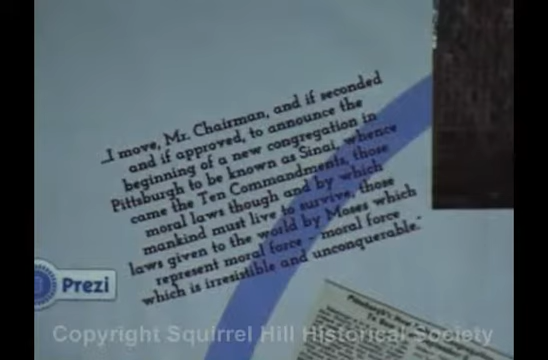 ...I move, Mr. Chairman, and if seconded
and if approved, to announce the
beginning of a new congregation in
Pittsburgh to be known as Sinai, whence
came the Ten Commandments, those
moral laws though and by which
mankind must live to survive, those
laws given to the world by Moses which
represent moral force - moral force
which is irresistible and unconquerable."
Prezi
Copyright Squirrel Hill Historical Society